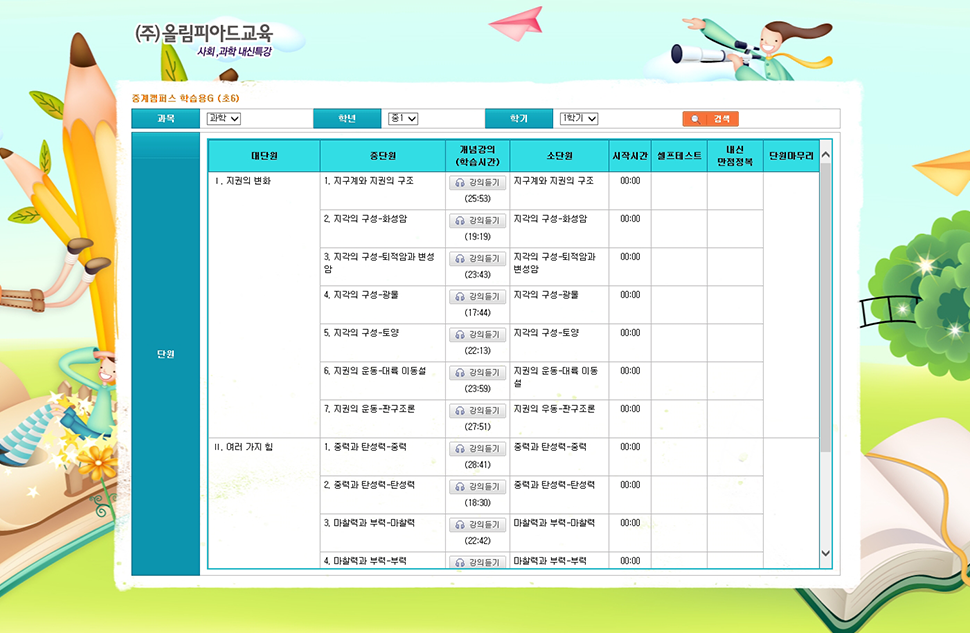 (주)올림피아드교육
사회,과학 내신특강
중계캠퍼스 학습용G (초6)
과목 과학 학년 중1 학기 1학기 검색
단원
대단원 중단원 개념강의 (학습시간) 소단원 시작시간 셀프테스트 내신 만점정복 단원마무리
I. 지권의 변화 1. 지구계와 지권의 구조 강의듣기 지구계와 지권의 구조 00:00
(25:53)
2. 지각의 구성-화성암 강의듣기 지각의 구성-화성암 00:00
(19:19)
3. 지각의 구성-퇴적암과 변성 강의듣기 지각의 구성-퇴적암과 00:00
암 (23:43) 변성암
4. 지각의 구성-광물 강의듣기 지각의 구성-광물 00:00
(17:44)
5. 지각의 구성-토양 강의듣기 지각의 구성-토양 00:00
(22:13)
6. 지권의 운동-대륙 이동설 강의듣기 지권의 운동-대륙 이동 00:00
(23:59) 설
7. 지권의 운동-판구조론 강의듣기 지권의 우동-판구조론 00:00
(27:51)
II. 여러 가지 힘 1. 중력과 탄성력-중력 강의듣기 중력과 탄성력-중력 00:00
(28:41)
2. 중력과 탄성력-탄성력 강의듣기 중력과 탄성력-탄성력 00:00
(18:30)
3. 마찰력과 부력-마찰력 강의듣기 마찰력과 부력-마찰력 00:00
(22:42)
4. 마찰력과 부력-부력 강의듣기 마찰력과 부력-부력 00:00